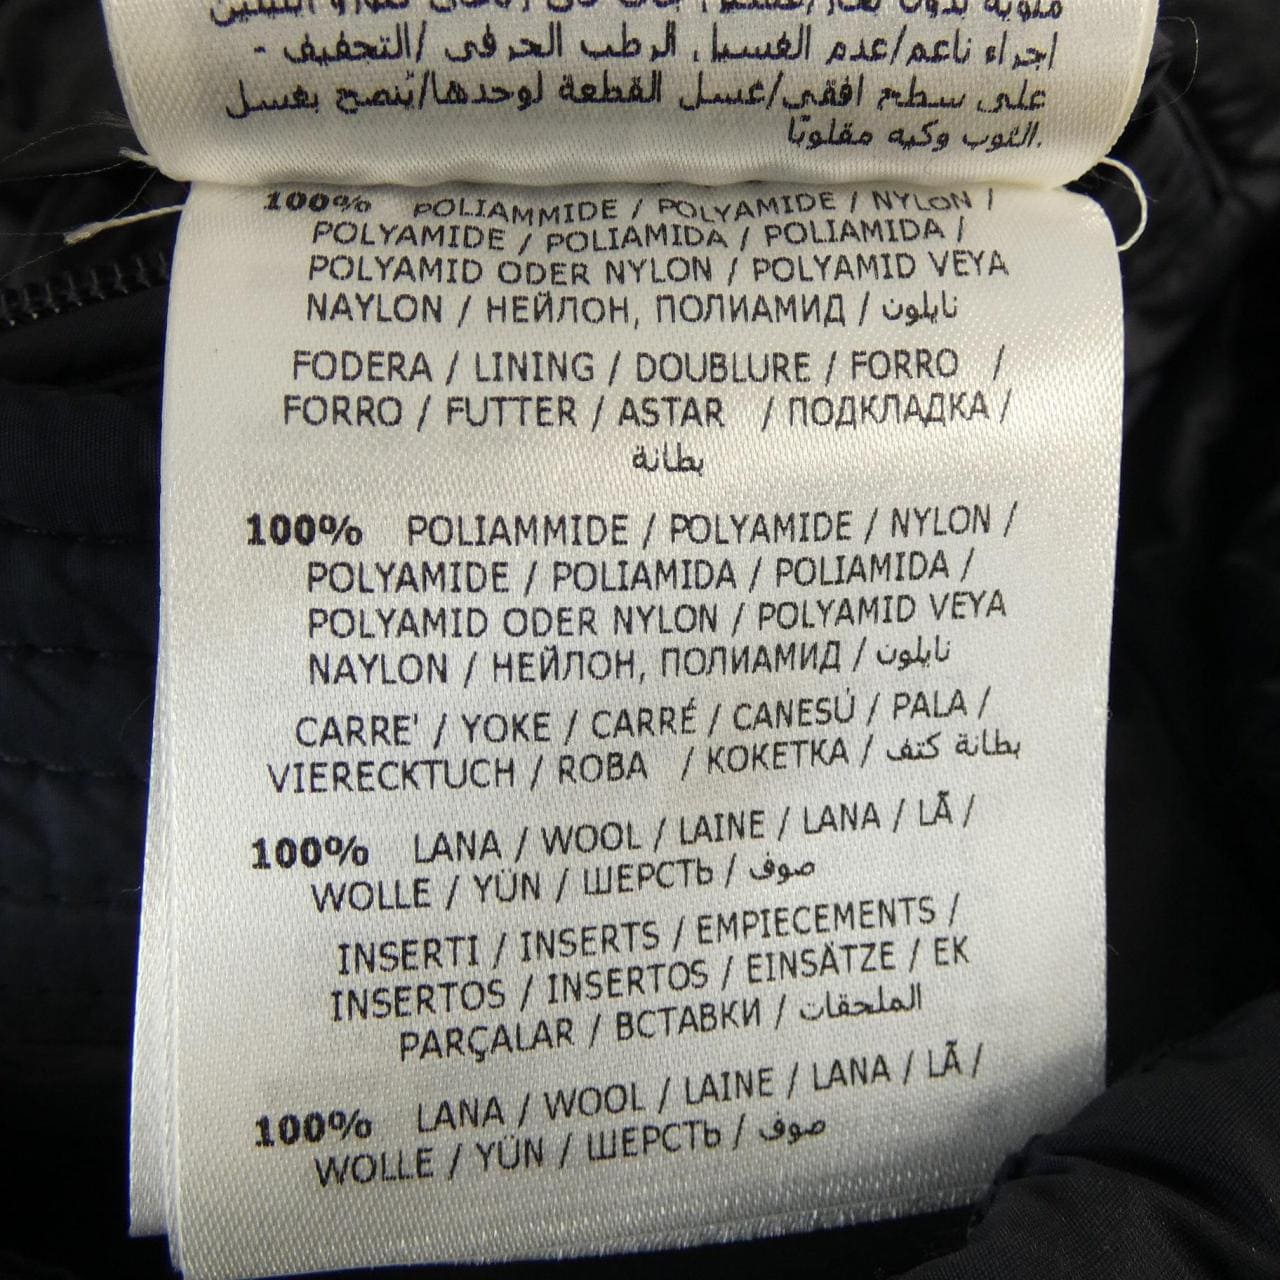 اجراء ناعم/عدم الغسيل الرطب الحرفي /التجفيف -
على سطح افقي/غسل القطعة لوحدها/يُنصح بغسل
الثوب وكيه مقلوبًا.
100% POLIAMMIDE / POLYAMIDE / NYLON /
POLYAMIDE / POLIAMIDA / POLIAMIDA /
POLYAMID ODER NYLON / POLYAMID VEYA
NAYLON / НЕЙЛОН, ПОЛИАМИД / نايلون
FODERA / LINING / DOUBLURE / FORRO /
FORRO / FUTTER / ASTAR / ПОДКЛАДКА /
بطانة
100% POLIAMMIDE / POLYAMIDE / NYLON /
POLYAMIDE / POLIAMIDA / POLIAMIDA /
POLYAMID ODER NYLON / POLYAMID VEYA
NAYLON / НЕЙЛОН, ПОЛИАМИД / نايلون
CARRE' / YOKE / CARRÉ / CANESÚ / PALA /
VIERECKTUCH / ROBA / КОКЕТКА / بطانة كتف
100% LANA / WOOL / LAINE / LANA / LÃ /
WOLLE / YÜN / ШЕРСТЬ / صوف
INSERTI / INSERTS / EMPIECEMENTS /
INSERTOS / INSERTOS / EINSÄTZE / EK
PARÇALAR / ВСТАВКИ / الملحقات
100% LANA / WOOL / LAINE / LANA / LÃ /
WOLLE / YÜN / ШЕРСТЬ / صوف